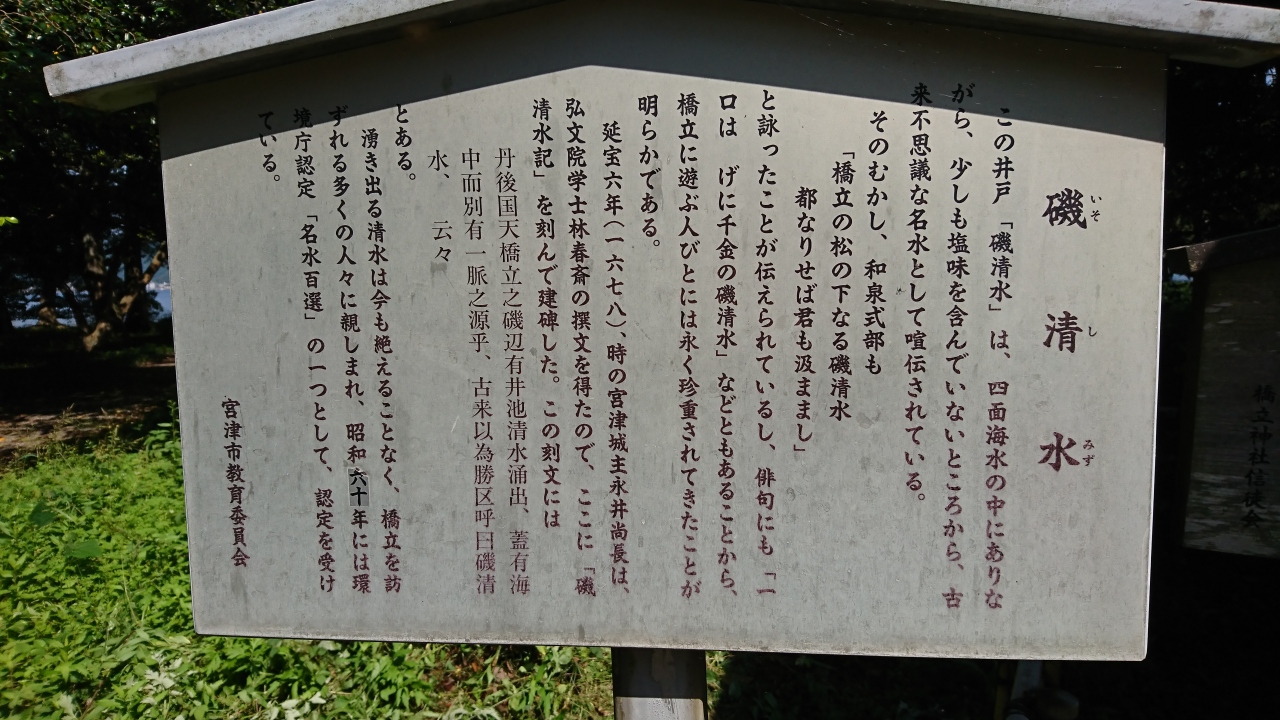 磯清水
いそしみず
この井戸「磯清水」は、四面海水の中にありな
がら、少しも塩味を含んでいないところから、古
来不思議な名水として喧伝されている。
そのむかし、和泉式部も
「橋立の松の下なる磯清水
都なりせば君も汲ままし」
と詠ったことが伝えられているし、俳句にも「一
口は げに千金の磯清水」などともあることから、
橋立に遊ぶ人びとには永く珍重されてきたことが
明らかである。
延宝六年（一六七八）、時の宮津城主永井尚長は、
弘文院学士林春斎の撰文を得たので、ここに「磯
清水記」を刻んで建碑した。この刻文には
丹後国天橋立之磯辺有井池清水涌出、蓋有海
中而別有一脈之源乎、古来以為勝区呼曰磯清
水、 云々
とある。
湧き出る清水は今も絶えることなく、橋立を訪
ずれる多くの人々に親しまれ、昭和六十年には環
境庁認定「名水百選」の一つとして、認定を受け
ている。
宮津市教育委員会
橋立神社信徒会